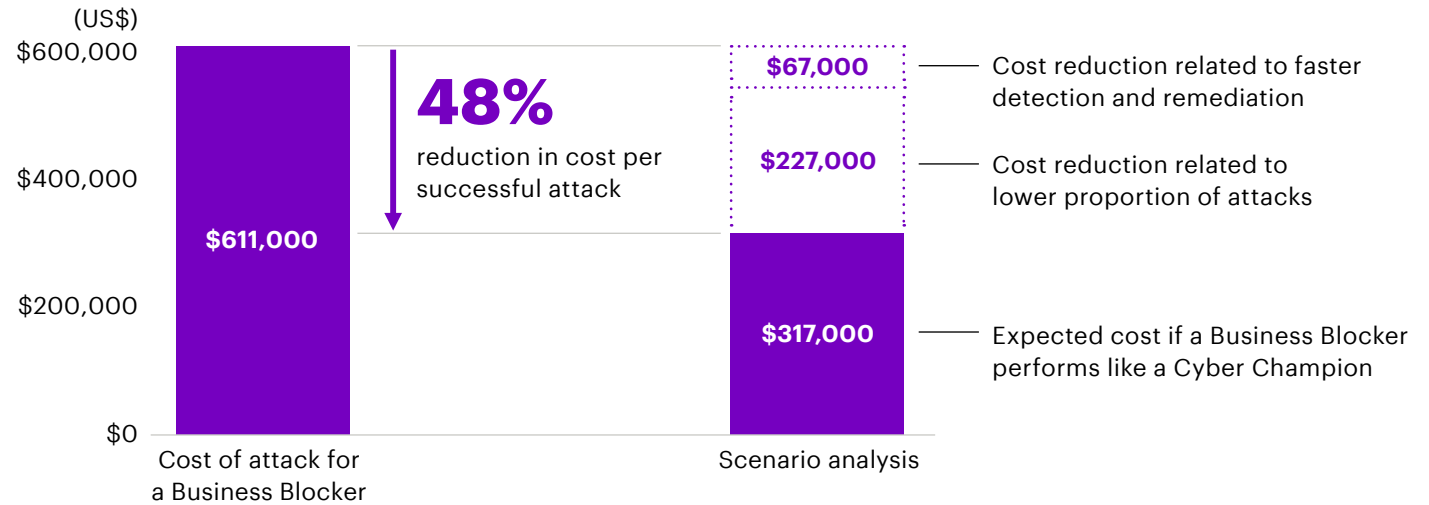 (US$)
$600,000
$400,000
$200,000
$0
$611,000
48%
reduction in cost per
successful attack
$67,000
$227,000
$317,000
Cost reduction related to faster
detection and remediation
Cost reduction related to
lower proportion of attacks
Expected cost if a Business Blocker
performs like a Cyber Champion
Cost of attack for
a Business Blocker
Scenario analysis